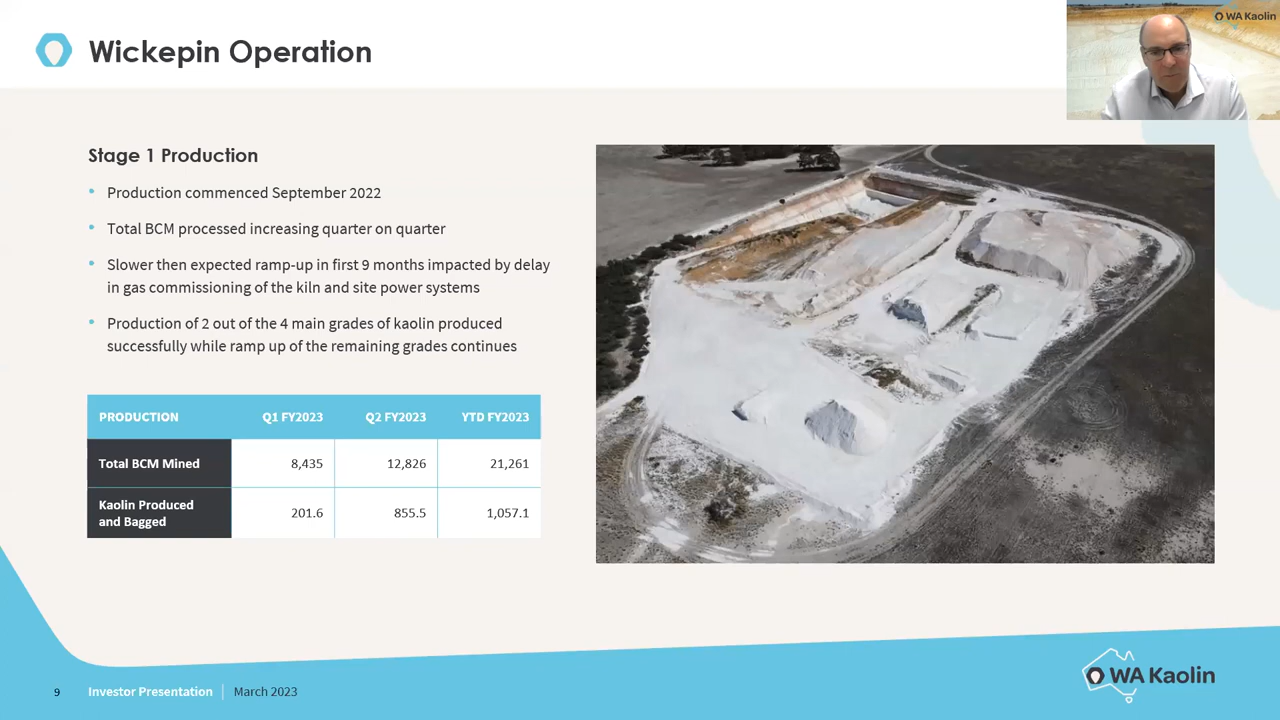 Wickepin Operation
WA Kaolin
Stage 1 Production
• Production commenced September 2022
• Total BCM processed increasing quarter on quarter
• Slower then expected ramp-up in first 9 months impacted by delay
in gas commissioning of the kiln and site power systems
• Production of 2 out of the 4 main grades of kaolin produced
successfully while ramp up of the remaining grades continues
PRODUCTION Q1 FY2023 Q2 FY2023 YTD FY2023
Total BCM Mined 8,435 12,826 21,261
Kaolin Produced
and Bagged 201.6 855.5 1,057.1
9 Investor Presentation | March 2023
WA Kaolin